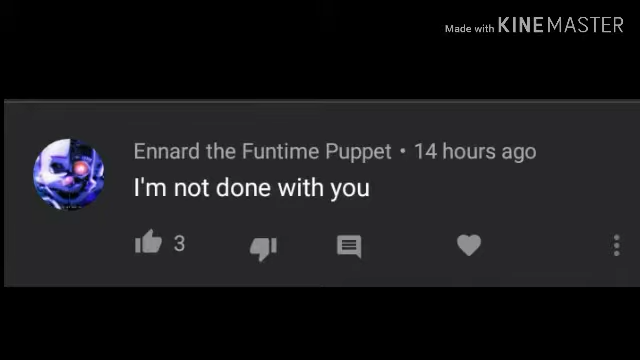 Made with KINEMASTER
Ennard the Funtime Puppet • 14 hours ago
I'm not done with you
3